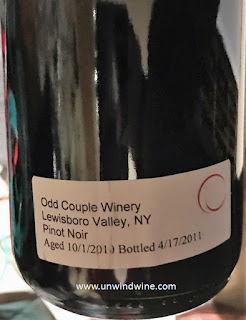 Odd Couple Winery
Lewisboro Valley, NY
Pinot Noir
Aged 10/1/2010 Bottled 4/17/2011
www.unwindwine.com